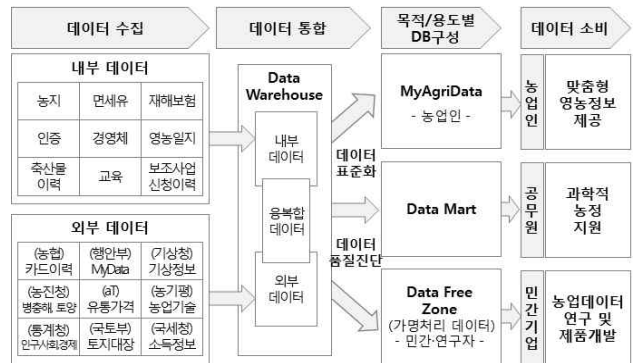 데이터 수집
데이터 통합
목적/용도별
DB구성
데이터 소비
내부 데이터
농지 면세유 재해보험
인증 경영체 영농일지
축산물
이력
교육
보조사업
신청이력
외부 데이터
(농협)
카드이력
(행안부)
MyData
(기상청)
기상정보
(농진청)
병충해, 토양
(aT)
유통가격
(농기평)
농업기술
(통계청)
인구사회경제
(국토부)
토지대장
(국세청)
소득정보
Data
Warehouse
내부
데이터
융복합
데이터
외부
데이터
데이터
표준화
데이터
품질진단
MyAgriData
- 농업인 -
Data Mart
Data Free
Zone
(가명처리 데이터)
- 민간·연구자 -
농업인
맞춤형
영농정보
제공
공무원
과학적
농정
지원
민간기업
농업데이터
연구 및
제품개발